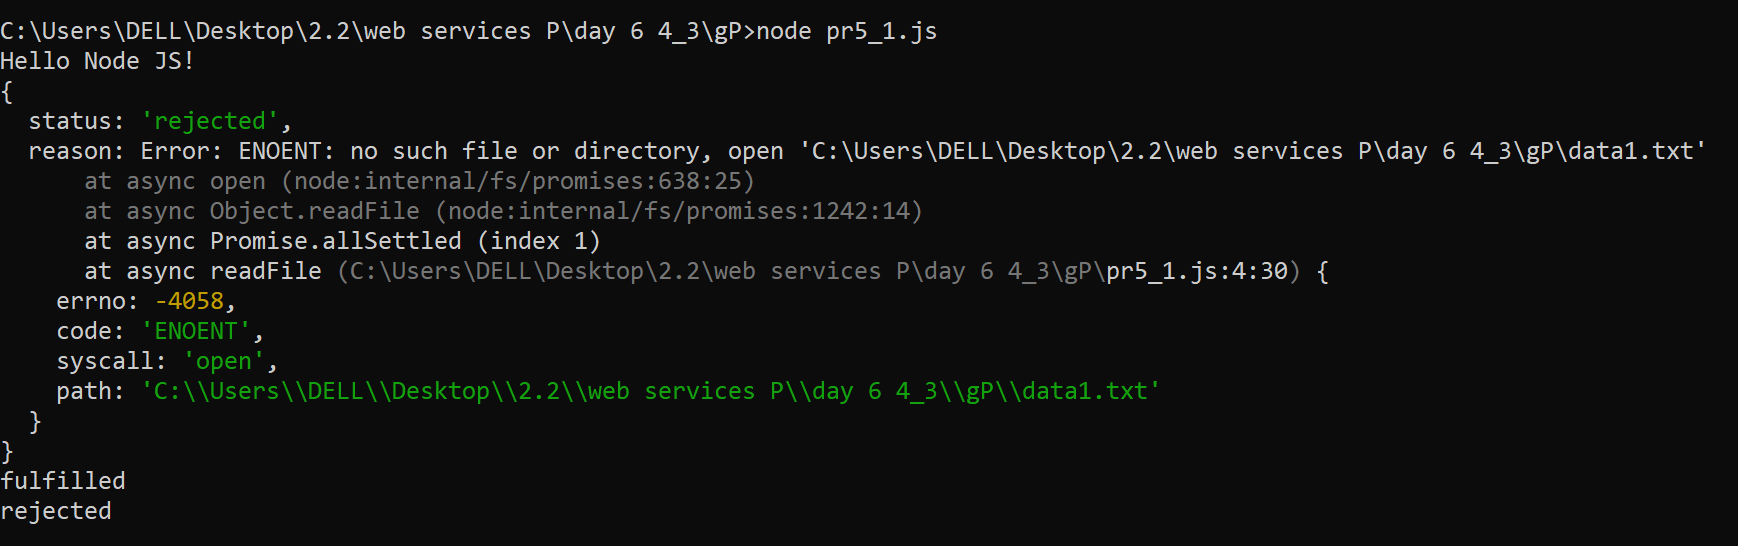 C:\Users\DELL\Desktop\2.2\web services P\day 6 4_3\gP>node pr5_1.js
Hello Node JS!
{
  status: 'rejected',
  reason: Error: ENOENT: no such file or directory, open 'C:\Users\DELL\Desktop\2.2\web services P\day 6 4_3\gP\data1.txt'
      at async open (node:internal/fs/promises:638:25)
      at async Object.readFile (node:internal/fs/promises:1242:14)
      at async Promise.allSettled (index 1)
      at async readFile (C:\Users\DELL\Desktop\2.2\web services P\day 6 4_3\gP\pr5_1.js:4:30) {
    errno: -4058,
    code: 'ENOENT',
    syscall: 'open',
    path: 'C:\\Users\\DELL\\Desktop\\2.2\\web services P\\day 6 4_3\\gP\\data1.txt'
  }
}
fulfilled
rejected